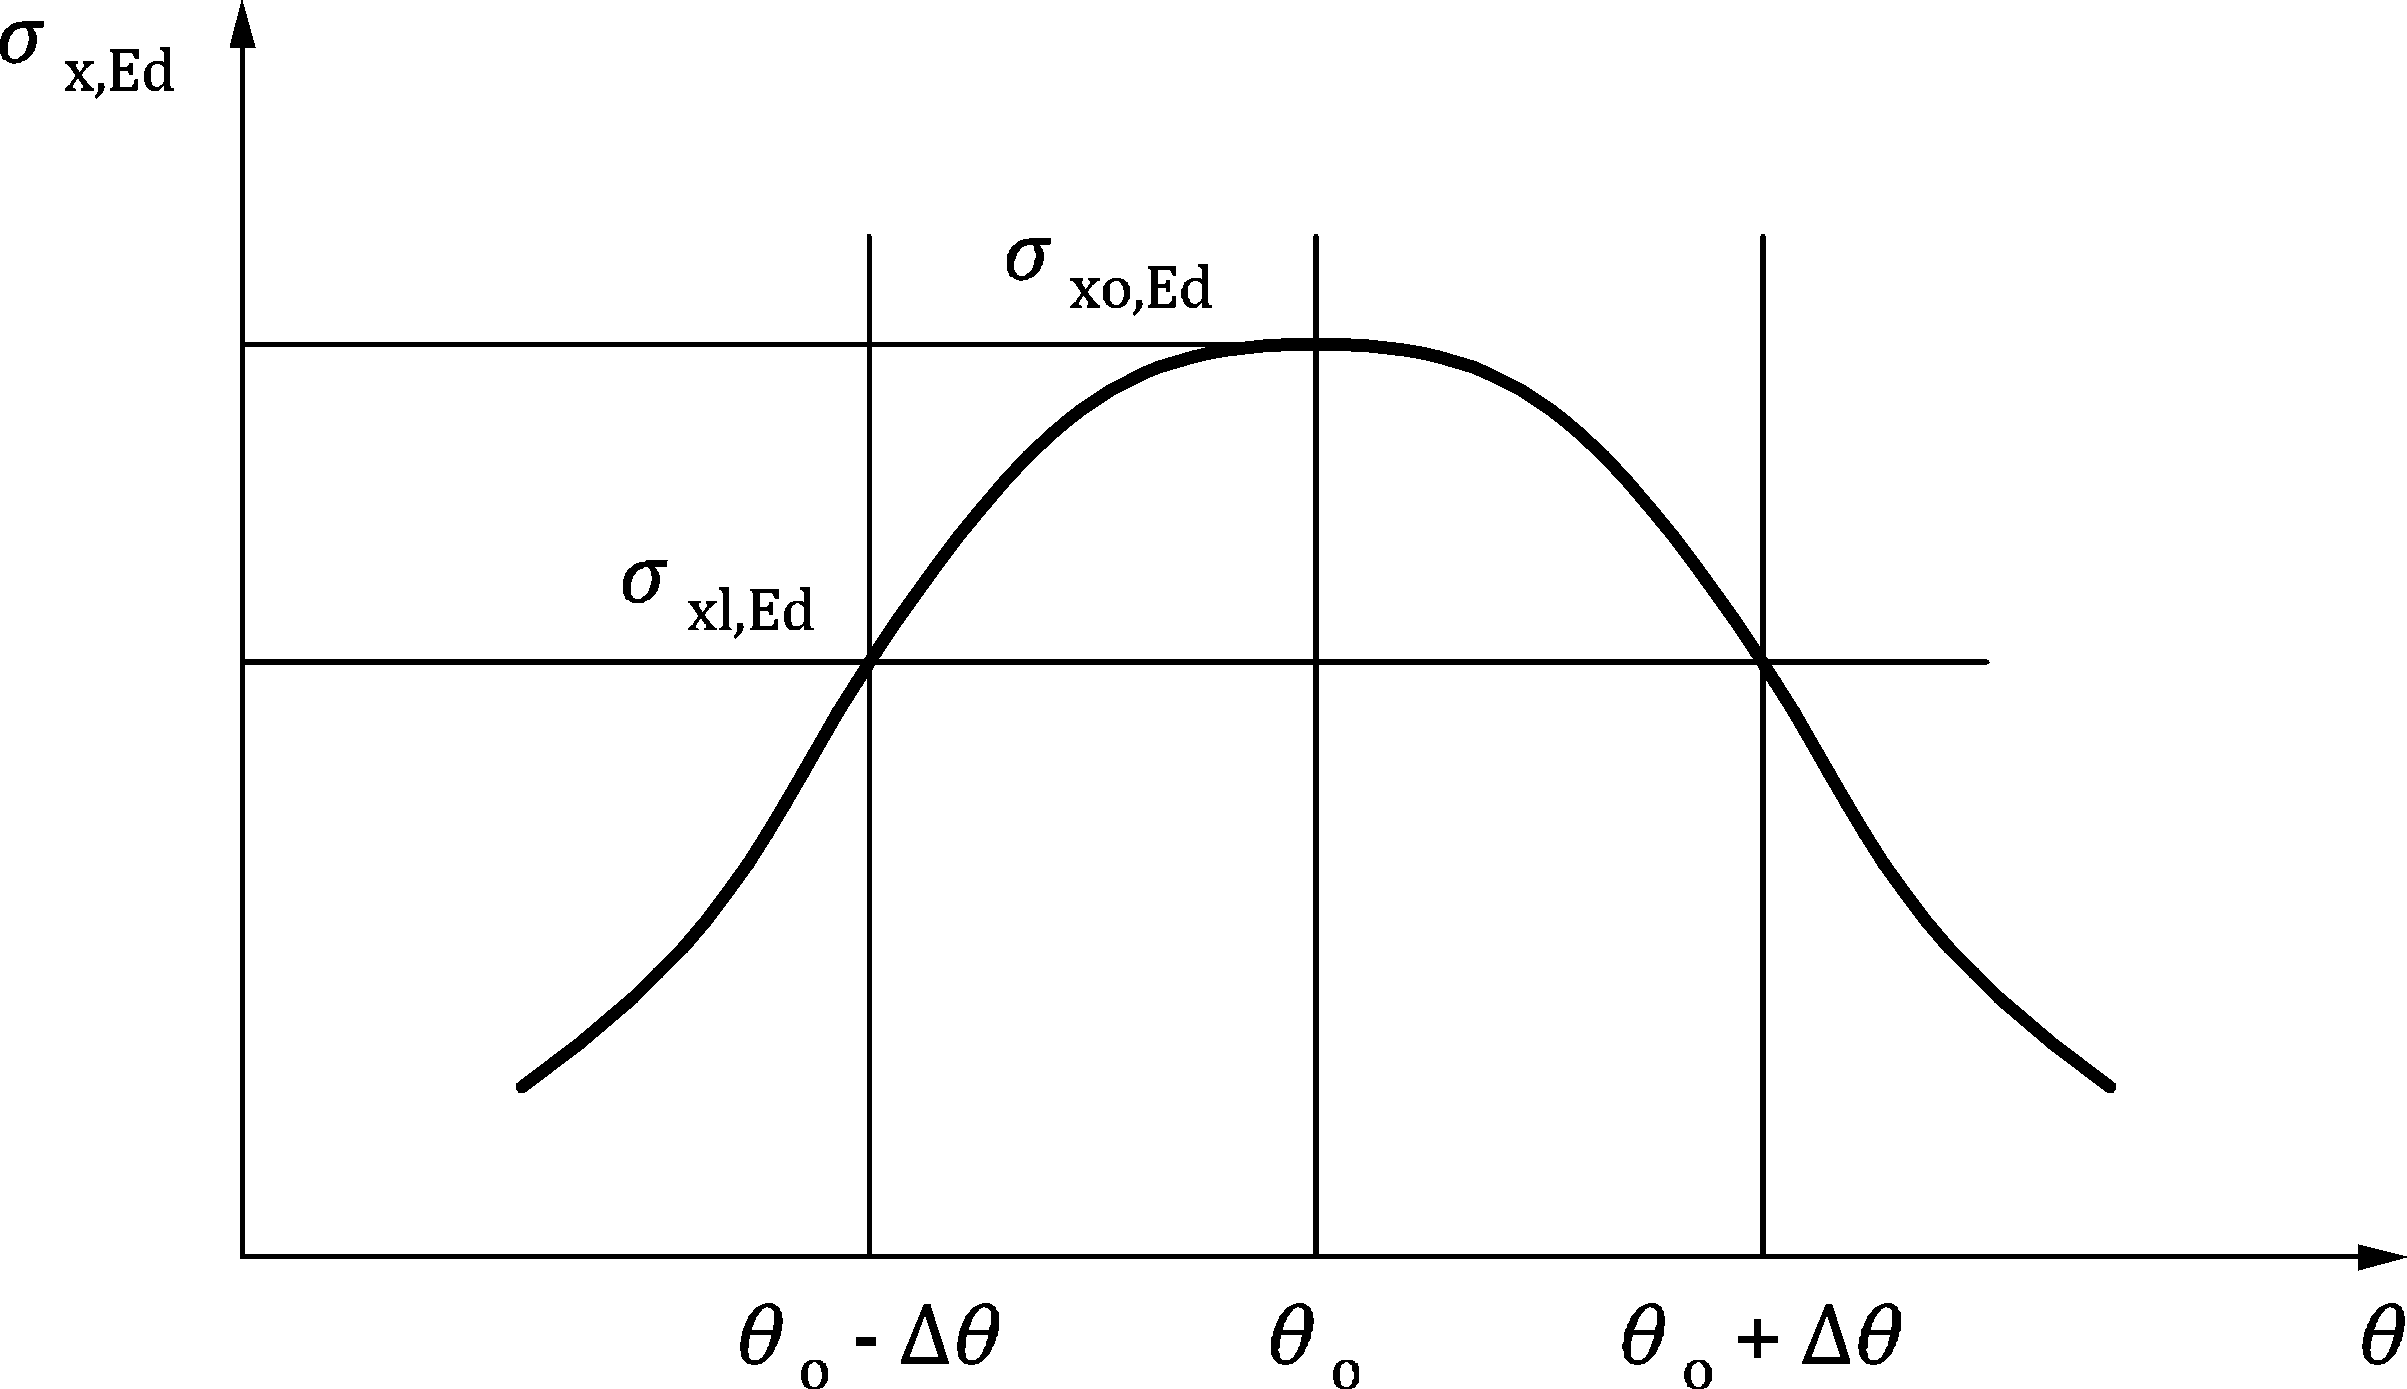 σ x,Ed
σ xo,Ed
σ xl,Ed
θ o - Δθ
θ o
θ o + Δθ
θ